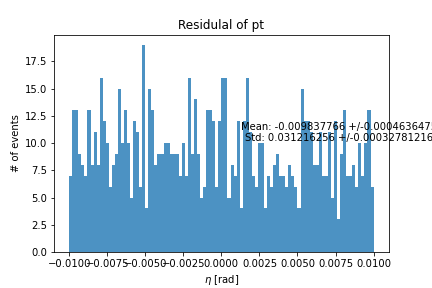 Residulal of pt
# of events
17.5
15.0
12.5
10.0
7.5
5.0
2.5
0.0
Mean: -0.009837766 +/-0.000463647
Std: 0.031216256 +/-0.00032781216
−0.0100 −0.0075 −0.0050 −0.0025 0.0000 0.0025 0.0050 0.0075 0.0100
η [rad]